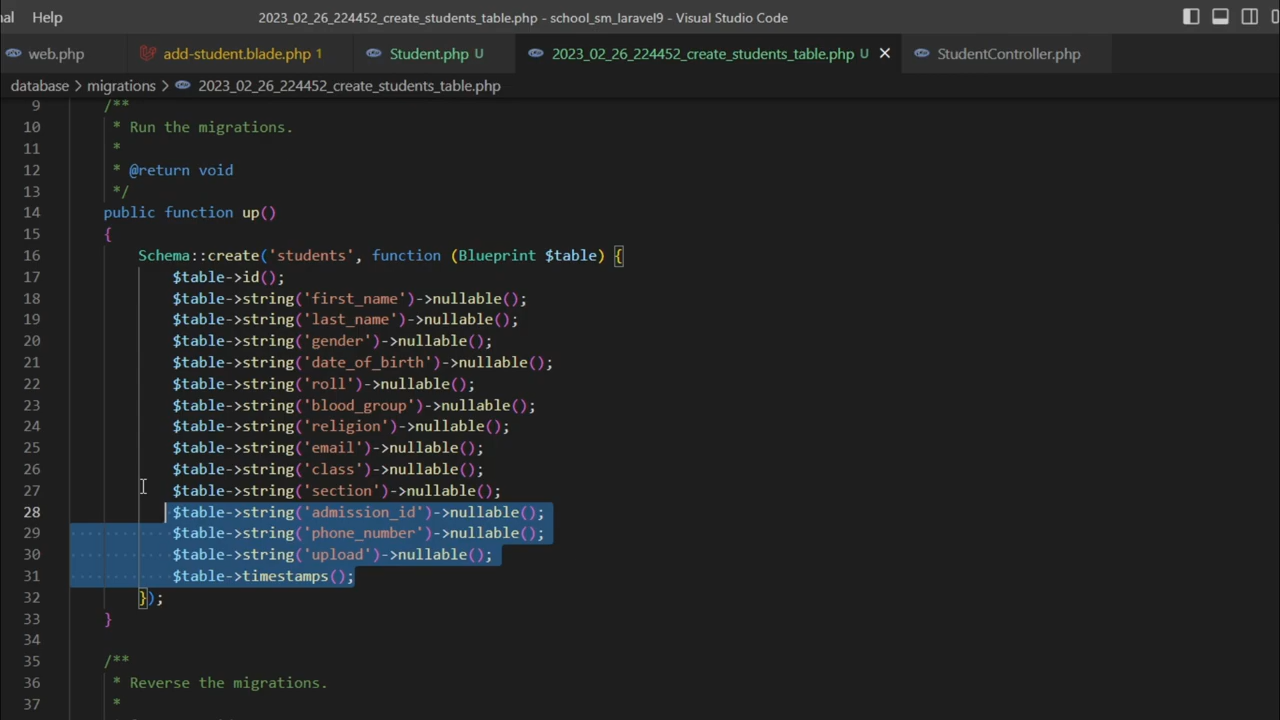 nal Help 2023_02_26_224452_create_students_table.php - school_sm_laravel9 - Visual Studio Code
web.php add-student.blade.php 1 Student.php U 2023_02_26_224452_create_students_table.php U StudentController.php
database > migrations > 2023_02_26_224452_create_students_table.php
9 /**
10 * Run the migrations.
11 *
12 * @return void
13 */
14 public function up()
15 {
16 Schema::create('students', function (Blueprint $table) {
17 $table->id();
18 $table->string('first_name')->nullable();
19 $table->string('last_name')->nullable();
20 $table->string('gender')->nullable();
21 $table->string('date_of_birth')->nullable();
22 $table->string('roll')->nullable();
23 $table->string('blood_group')->nullable();
24 $table->string('religion')->nullable();
25 $table->string('email')->nullable();
26 $table->string('class')->nullable();
27 $table->string('section')->nullable();
28 $table->string('admission_id')->nullable();
29 $table->string('phone_number')->nullable();
30 $table->string('upload')->nullable();
31 $table->timestamps();
32 });
33 }
34
35 /**
36 * Reverse the migrations.
37 *